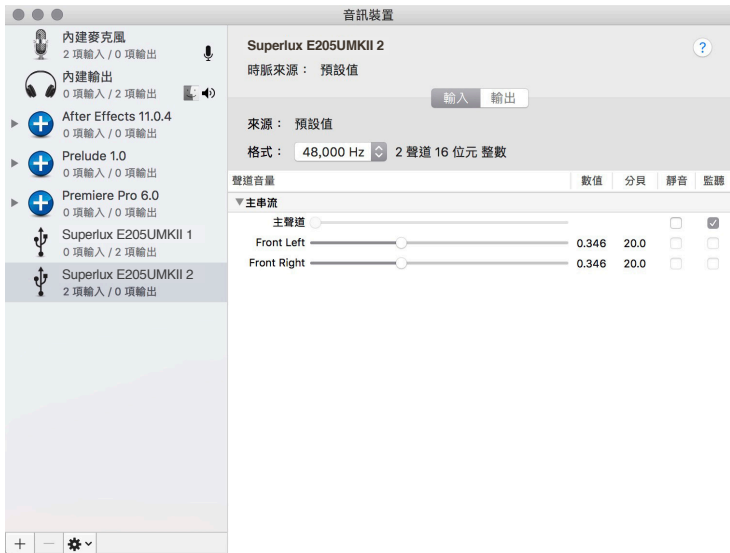 音訊裝置
內建麥克風
2 項輸入 / 0 項輸出
內建輸出
0 項輸入 / 2 項輸出
After Effects 11.0.4
0 項輸入 / 0 項輸出
Prelude 1.0
0 項輸入 / 0 項輸出
Premiere Pro 6.0
0 項輸入 / 0 項輸出
Superlux E205UMKII 1
0 項輸入 / 2 項輸出
Superlux E205UMKII 2
2 項輸入 / 0 項輸出
Superlux E205UMKII 2
?
時脈來源： 預設值
輸入 輸出
來源： 預設值
格式： 48,000 Hz 2 聲道 16 位元 整數
聲道音量 數值 分貝 靜音 監聽
▼主串流
主聲道
Front Left 0.346 20.0
Front Right 0.346 20.0